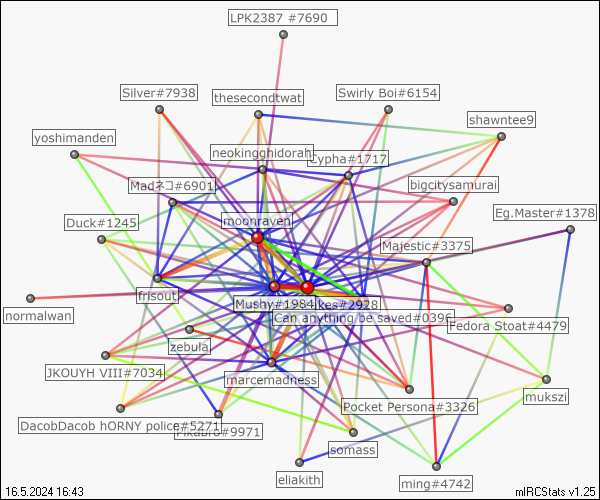 LPK2387 #7690
Silver#7938
thesecondtwat
Swirly Boi#6154
shawntee9
yoshimanden
neokingghidorah
Cypha#1717
Madネコ#6901
bigcitysamurai
Duck#1245
moonraven
Eg.Master#1378
Majestic#3375
frisout
Mushy#1984
likes#2928
normalwan
Can anything be saved#0396
Fedora Stoat#4479
zebula
JKOUYH VIII#7034
marcemadness
mukszi
Pocket Persona#3326
DacobDacob hORNY police#5271
#9971
somass
eliakith
ming#4742
16.5.2024 16:43
mIRCStats v1.25